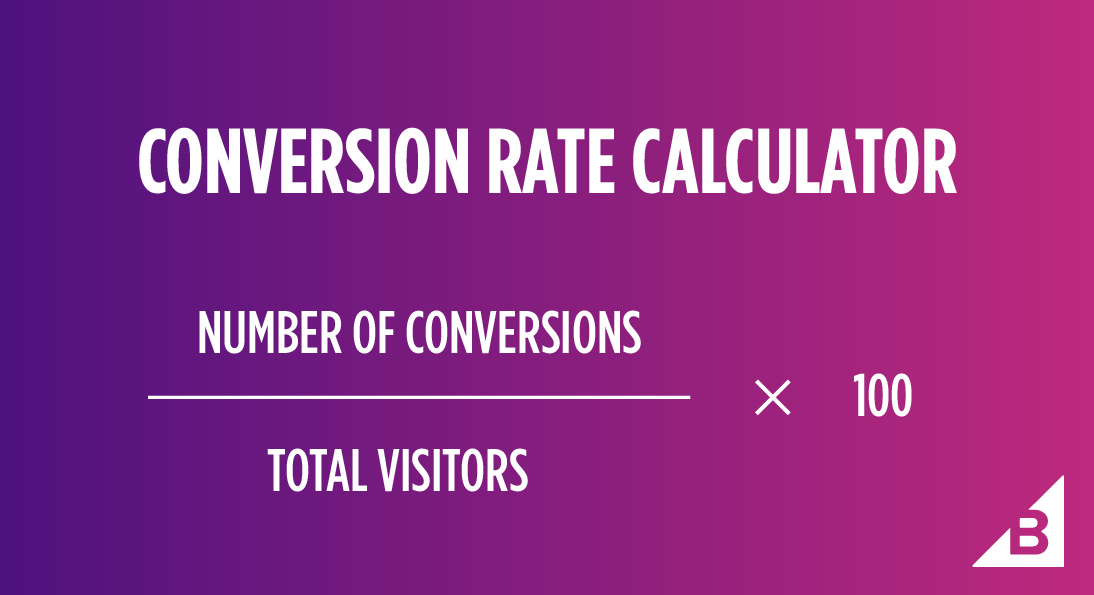 CONVERSION RATE CALCULATOR
NUMBER OF CONVERSIONS
× 100
TOTAL VISITORS
B